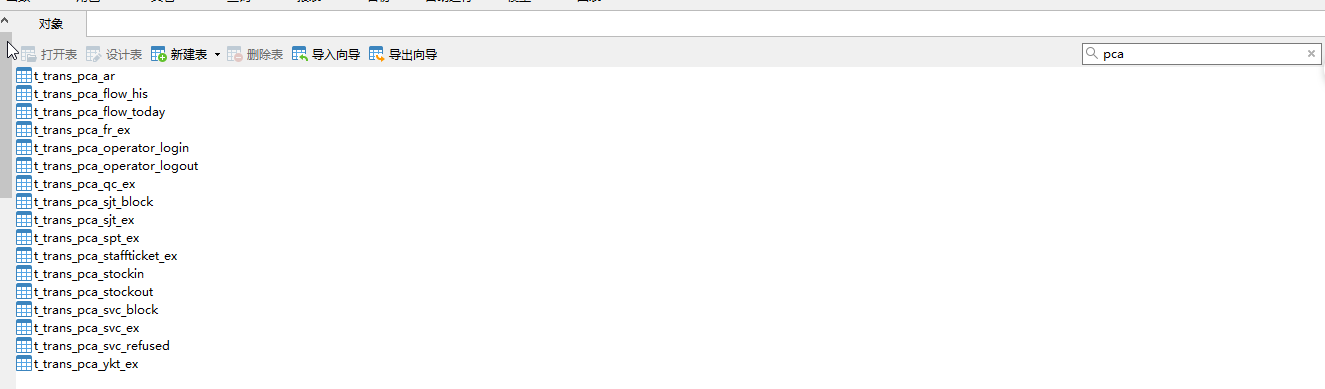 对象
打开表 设计表 新建表 删除表 导入向导 导出向导 pca
t_trans_pca_ar
t_trans_pca_flow_his
t_trans_pca_flow_today
t_trans_pca_fr_ex
t_trans_pca_operator_login
t_trans_pca_operator_logout
t_trans_pca_qc_ex
t_trans_pca_sjt_block
t_trans_pca_sjt_ex
t_trans_pca_spt_ex
t_trans_pca_staffticket_ex
t_trans_pca_stockin
t_trans_pca_stockout
t_trans_pca_svc_block
t_trans_pca_svc_ex
t_trans_pca_svc_refused
t_trans_pca_ykt_ex